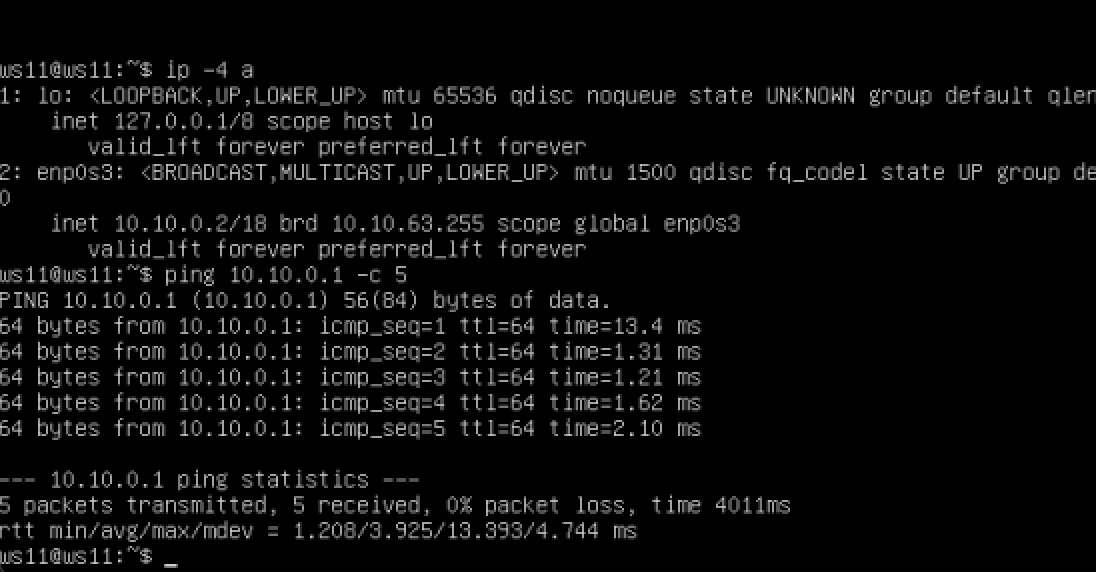 ws11@ws11:~$ ip -4 a
1: lo: <LOOPBACK,UP,LOWER_UP> mtu 65536 qdisc noqueue state UNKNOWN group default qlen
inet 127.0.0.1/8 scope host lo
valid_lft forever preferred_lft forever
2: enp0s3: <BROADCAST,MULTICAST,UP,LOWER_UP> mtu 1500 qdisc fq_codel state UP group de
0
inet 10.10.0.2/18 brd 10.10.63.255 scope global enp0s3
valid_lft forever preferred_lft forever
ws11@ws11:~$ ping 10.10.0.1 -c 5
PING 10.10.0.1 (10.10.0.1) 56(84) bytes of data.
64 bytes from 10.10.0.1: icmp_seq=1 ttl=64 time=13.4 ms
64 bytes from 10.10.0.1: icmp_seq=2 ttl=64 time=1.31 ms
64 bytes from 10.10.0.1: icmp_seq=3 ttl=64 time=1.21 ms
64 bytes from 10.10.0.1: icmp_seq=4 ttl=64 time=1.62 ms
64 bytes from 10.10.0.1: icmp_seq=5 ttl=64 time=2.10 ms
--- 10.10.0.1 ping statistics ---
5 packets transmitted, 5 received, 0% packet loss, time 4011ms
rtt min/avg/max/mdev = 1.208/3.925/13.393/4.744 ms
ws11@ws11:~$ _